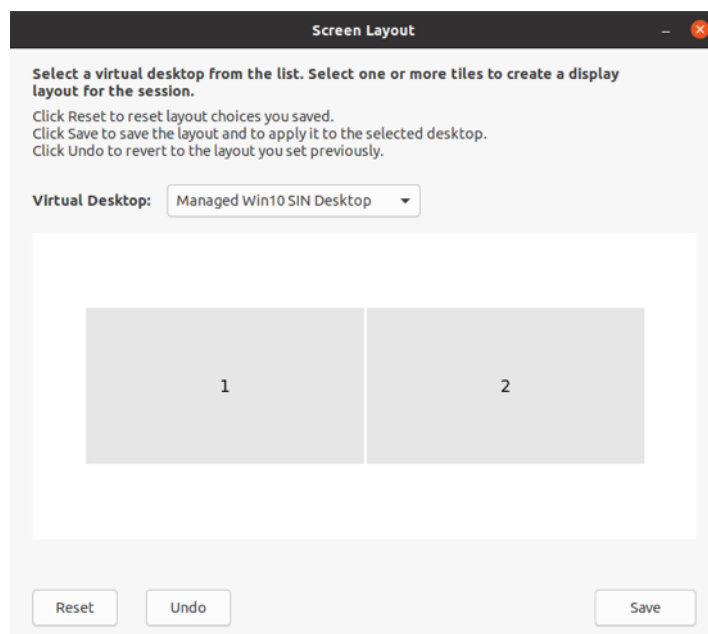 Screen Layout
Select a virtual desktop from the list. Select one or more tiles to create a display
layout for the session.
Click Reset to reset layout choices you saved.
Click Save to save the layout and to apply it to the selected desktop.
Click Undo to revert to the layout you set previously.
Virtual Desktop: Managed Win10 SIN Desktop
1 2
Reset Undo Save